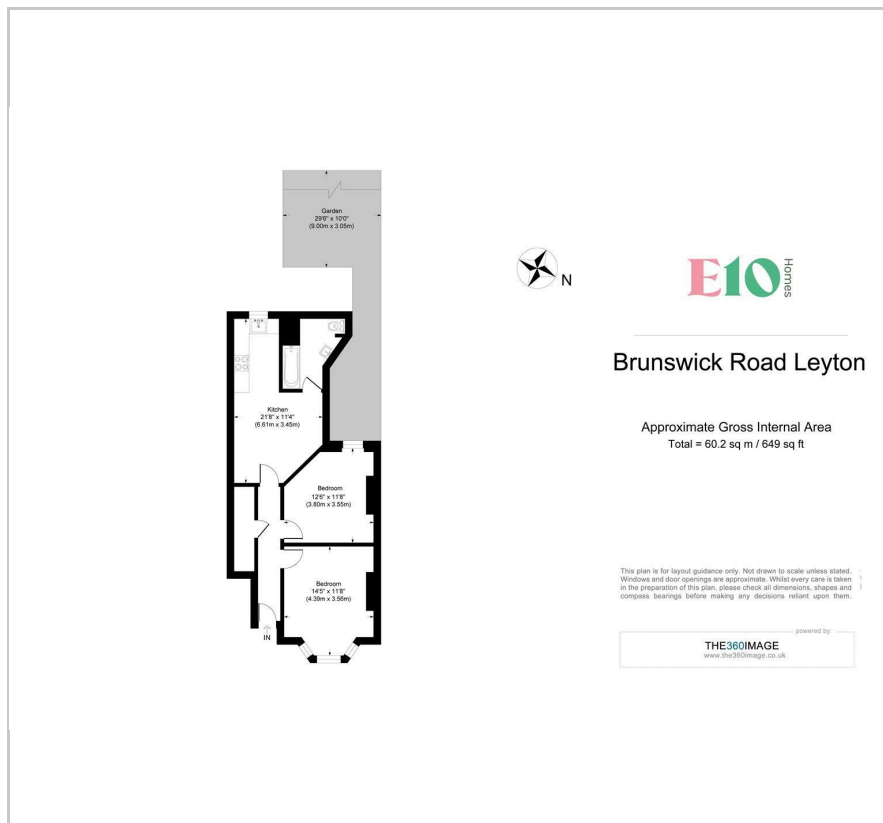 Garden
29'6" x 10'0"
(9.00m x 3.05m)
N
Kitchen
21'8" x 11'4"
(6.61m x 3.45m)
Bedroom
12'6" x 11'8"
(3.80m x 3.55m)
Bedroom
14'5" x 11'8"
(4.39m x 3.56m)
IN
E10 Homes
Brunswick Road Leyton
Approximate Gross Internal Area
Total = 60.2 sq m / 649 sq ft
This plan is for layout guidance only. Not drawn to scale unless stated.
Windows and door openings are approximate. Whilst every care is taken
in the preparation of this plan, please check all dimensions, shapes and
compass bearings before making any decisions reliant upon them.
powered by:
THE360IMAGE
www.the360image.co.uk